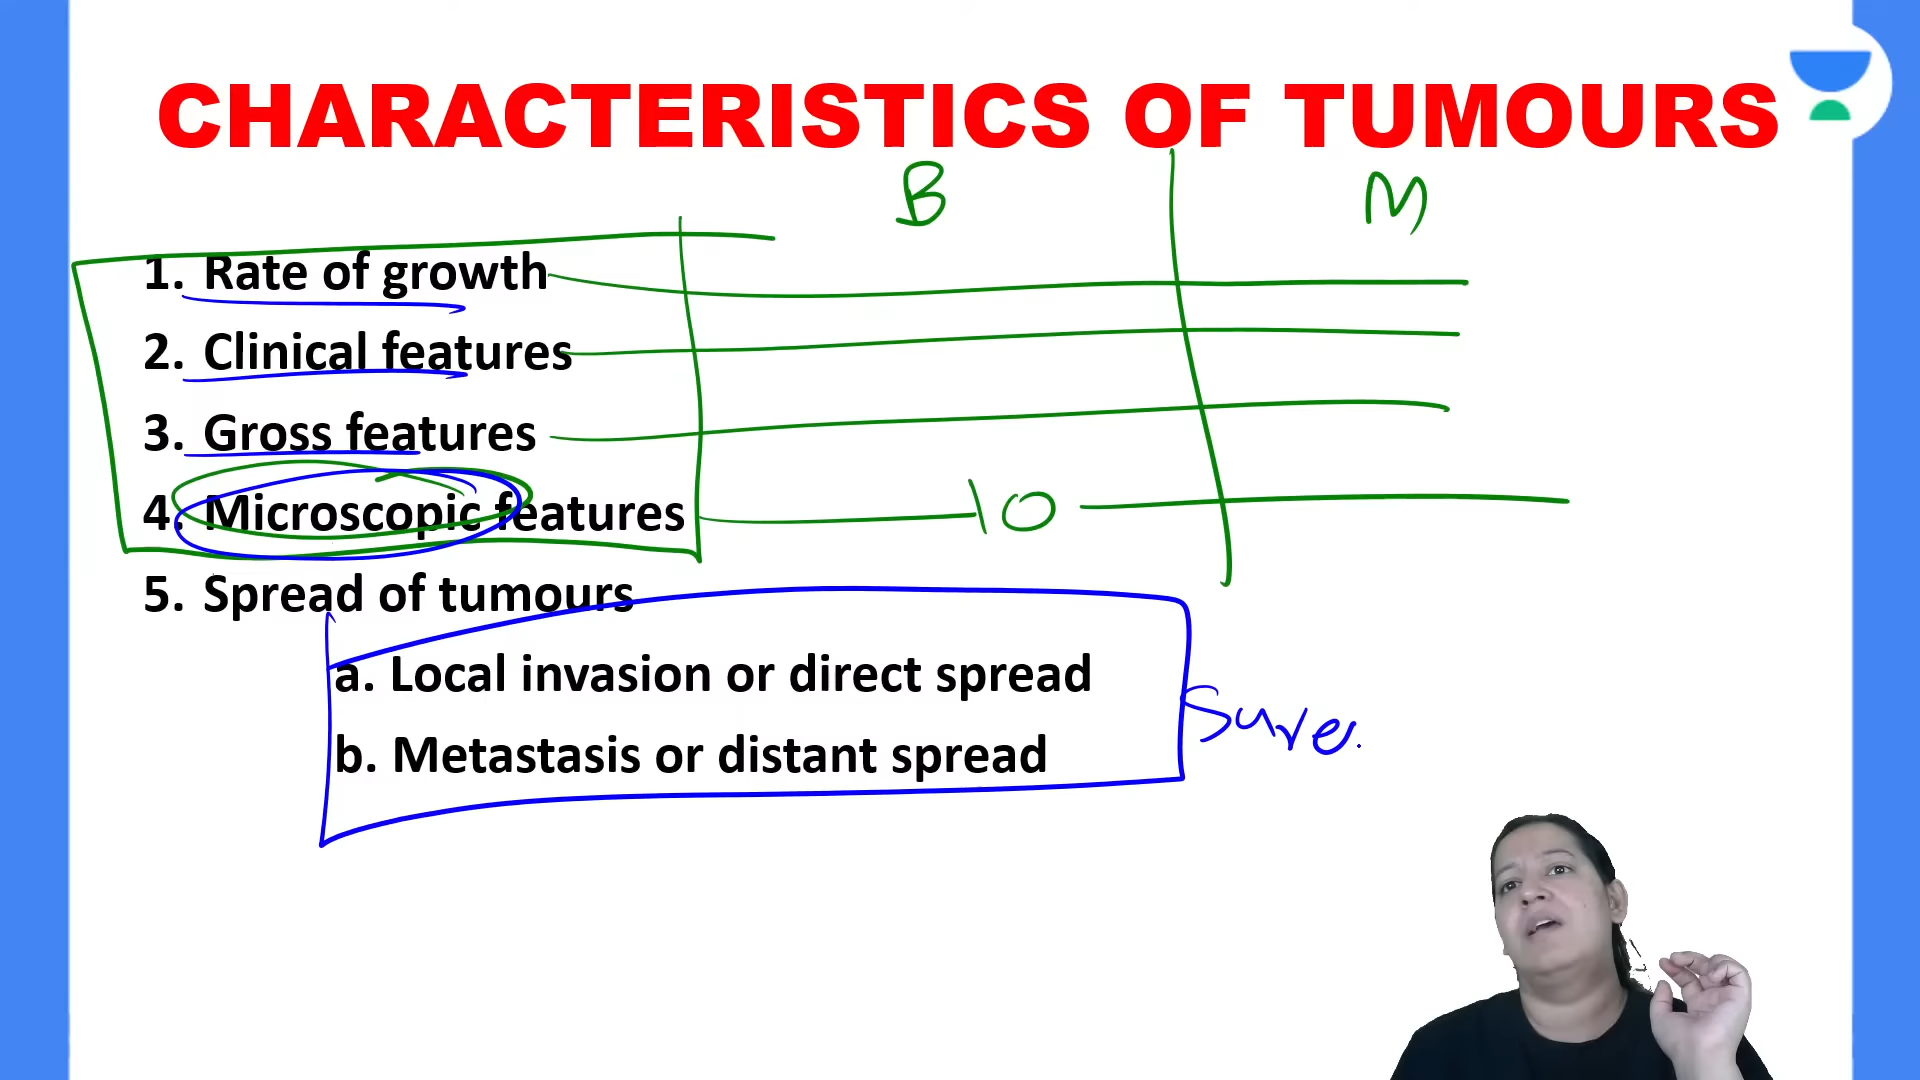 CHARACTERISTICS OF TUMOURS
B M
1. Rate of growth
2. Clinical features
3. Gross features
4. Microscopic features 10
5. Spread of tumours
a. Local invasion or direct spread
b. Metastasis or distant spread
Sure.